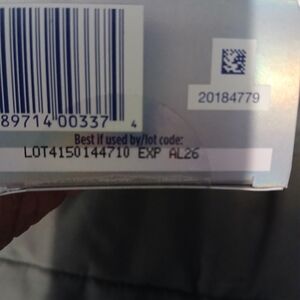 20184779
89714 00337 4
Best if used by/lot code:
LOT4150144710 EXP AL26